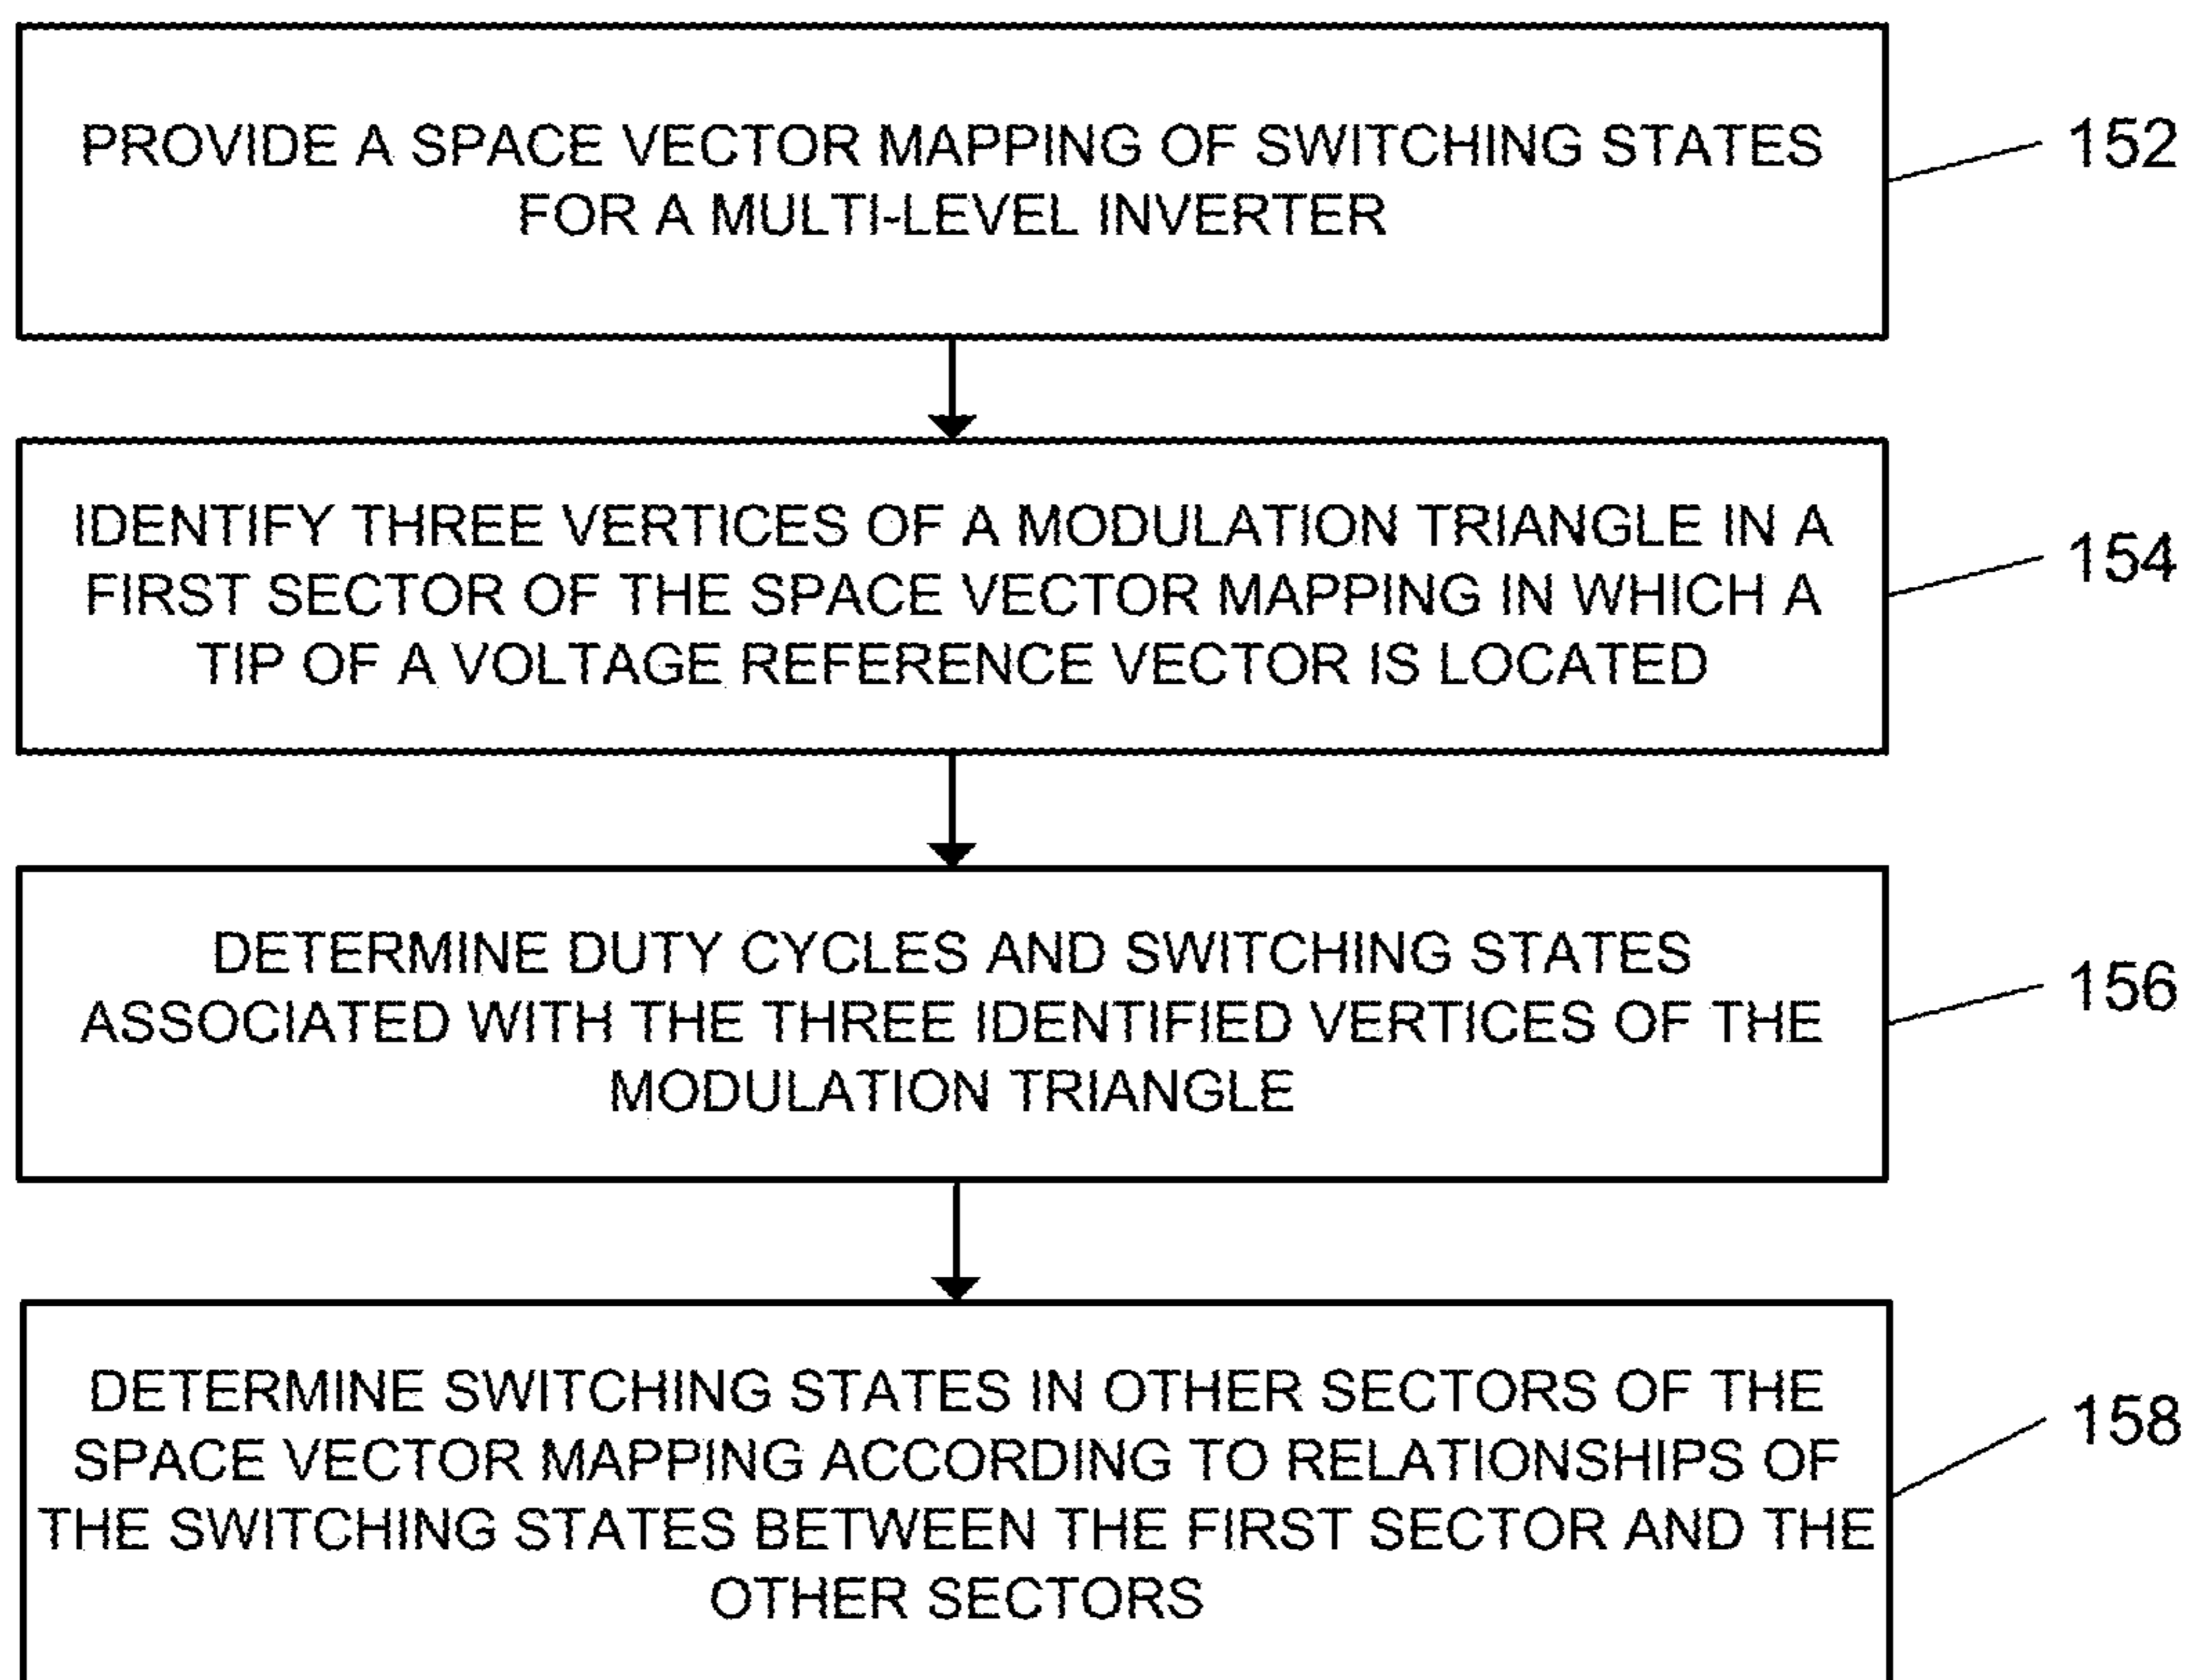 PROVIDE A SPACE VECTOR MAPPING OF SWITCHING STATES
FOR A MULTI-LEVEL INVERTER
152
IDENTIFY THREE VERTICES OF A MODULATION TRIANGLE IN A
FIRST SECTOR OF THE SPACE VECTOR MAPPING IN WHICH A
TIP OF A VOLTAGE REFERENCE VECTOR IS LOCATED
154
DETERMINE DUTY CYCLES AND SWITCHING STATES
ASSOCIATED WITH THE THREE IDENTIFIED VERTICES OF THE
MODULATION TRIANGLE
156
DETERMINE SWITCHING STATES IN OTHER SECTORS OF THE
SPACE VECTOR MAPPING ACCORDING TO RELATIONSHIPS OF
THE SWITCHING STATES BETWEEN THE FIRST SECTOR AND THE
OTHER SECTORS
158